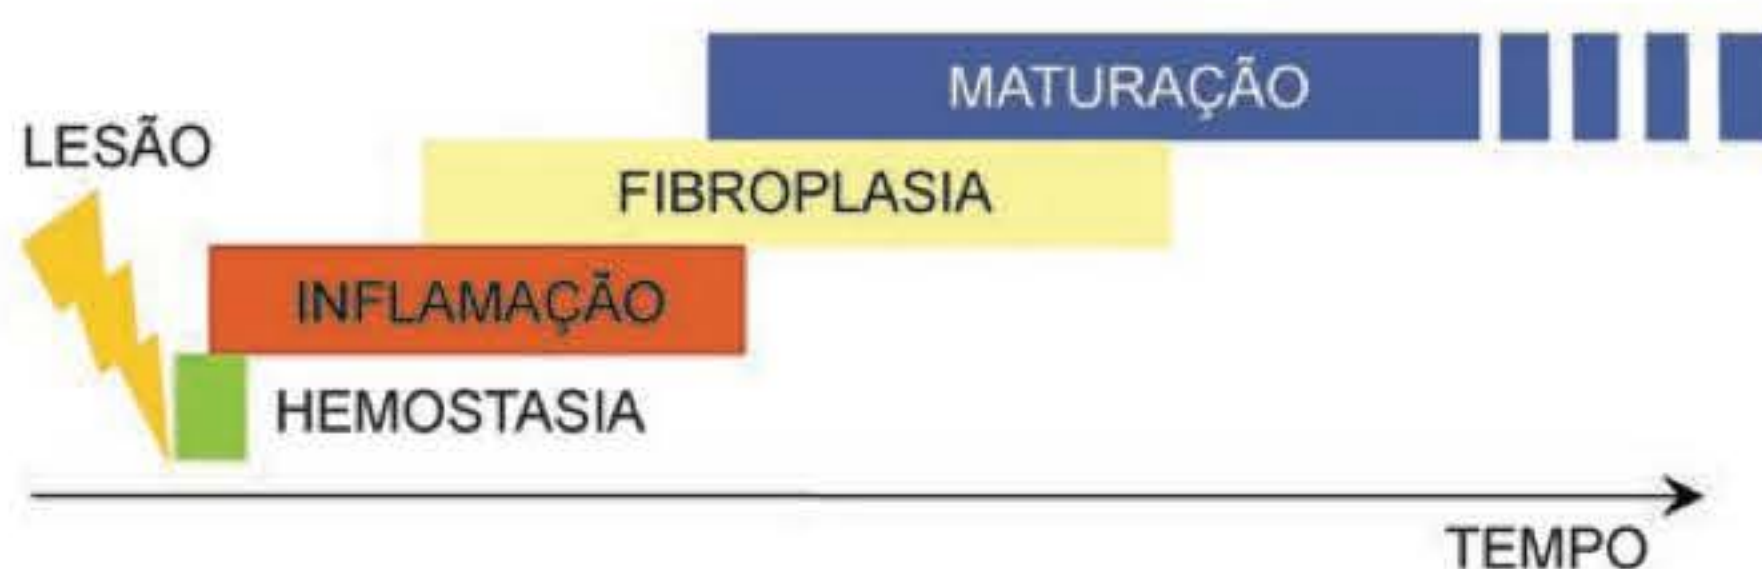 MATURAÇÃO
LESÃO
FIBROPLASIA
INFLAMAÇÃO
HEMOSTASIA
TEMPO